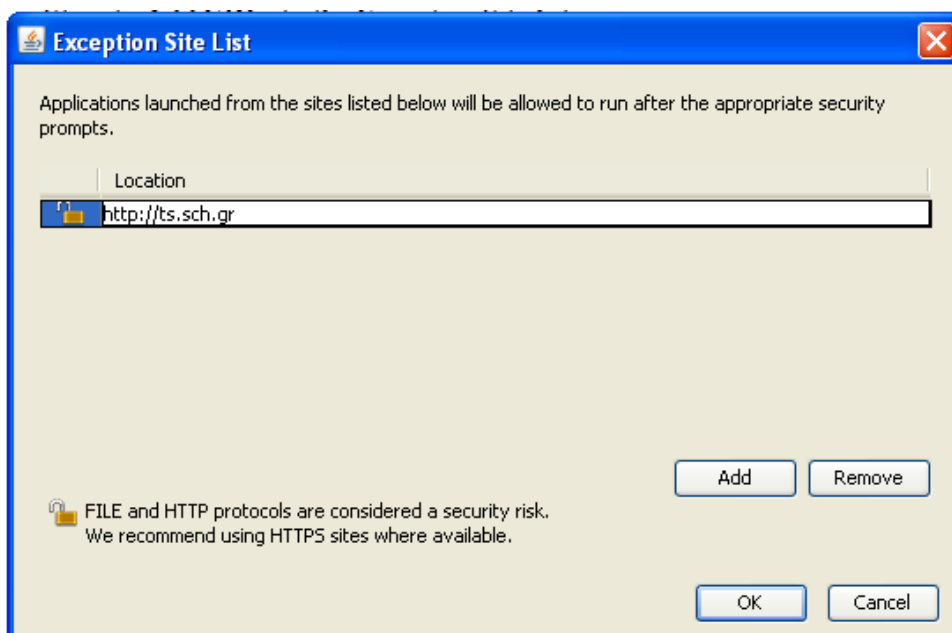 Exception Site List
Applications launched from the sites listed below will be allowed to run after the appropriate security
prompts.
Location
http://ts.sch.gr
Add
Remove
FILE and HTTP protocols are considered a security risk.
We recommend using HTTPS sites where available.
OK
Cancel